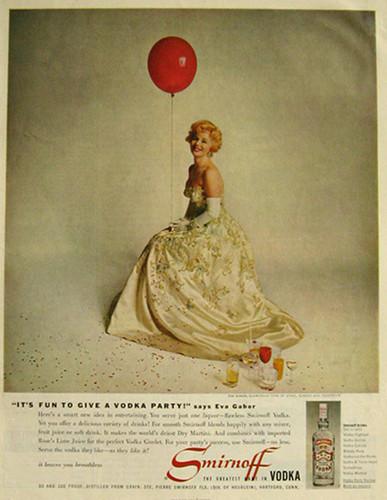 "IT'S FUN TO GIVE A VODKA PARTY!" says Eva Gabor
Here's a smart new idea in entertaining. You serve just one liquor—flawless Smirnoff Vodka.
Yet you offer a delicious variety of drinks! For smooth Smirnoff blends happily with any mixer,
fruit juice or soft drink. It makes the world's driest Dry Martini. And combines with imported
Rose's Lime Juice for the perfect Vodka Gimlet. For your party's success, use Smirnoff—no less.
Serve the vodka they like—as they like it!
it leaves you breathless
Smirnoff
THE GREATEST NAME IN VODKA
80 AND 100 PROOF. DISTILLED FROM GRAIN. STE. PIERRE SMIRNOFF FLS. (DIV. OF HEUBLEIN), HARTFORD, CONN.